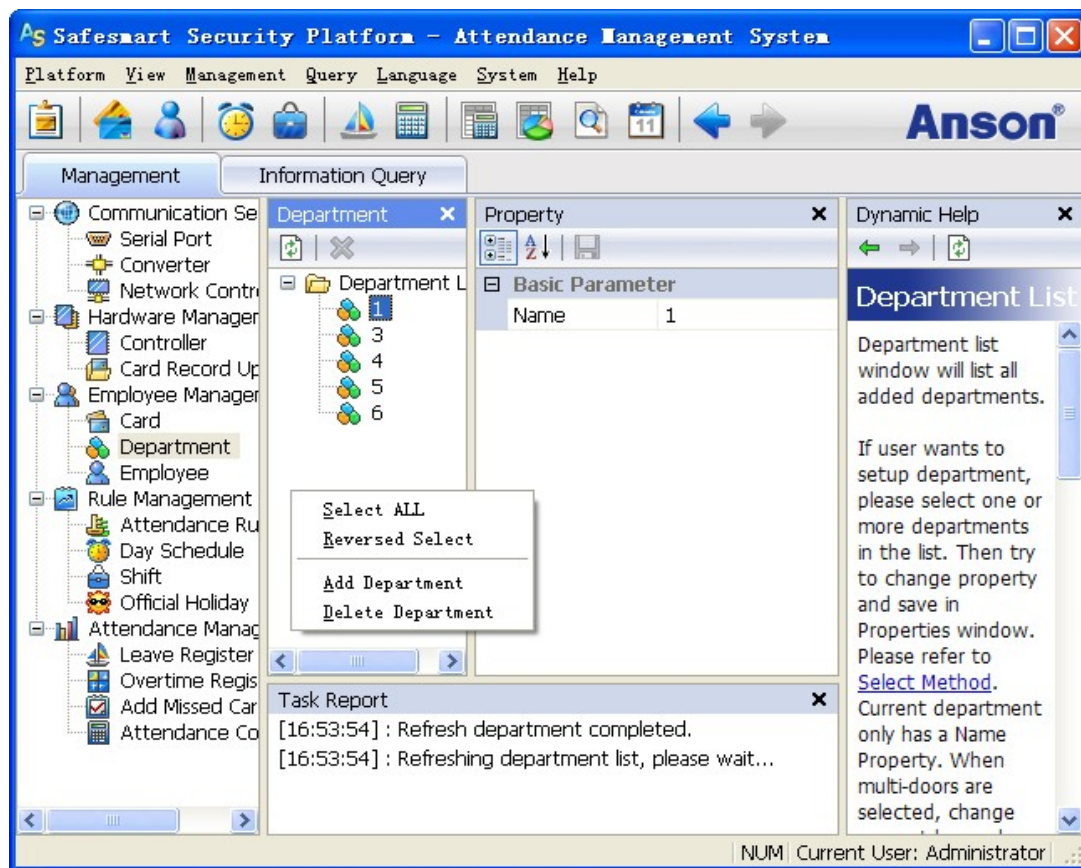 AS Safesmart Security Platform - Attendance Management System
Platform View Management Query Language System Help
11
Anson®
Management Information Query
Communication Se
Serial Port
Converter
Network Contr
Hardware Manager
Controller
Card Record Up
Employee Manager
Card
Department
Employee
Rule Management
Attendance Ru
Day Schedule
Shift
Official Holiday
Attendance Manag
Leave Register
Overtime Regis
Add Missed Car
Attendance Co
Department
Department L
1
3
4
5
6
Select ALL
Reversed Select
Add Department
Delete Department
Property
A
Z
Basic Parameter
Name 1
Task Report
[16:53:54] : Refresh department completed.
[16:53:54] : Refreshing department list, please wait...
Dynamic Help
Department List
Department list
window will list all
added departments.
If user wants to
setup department,
please select one or
more departments
in the list. Then try
to change property
and save in
Properties window.
Please refer to
Select Method.
Current department
only has a Name
Property. When
multi-doors are
selected, change
NUM Current User: Administrator